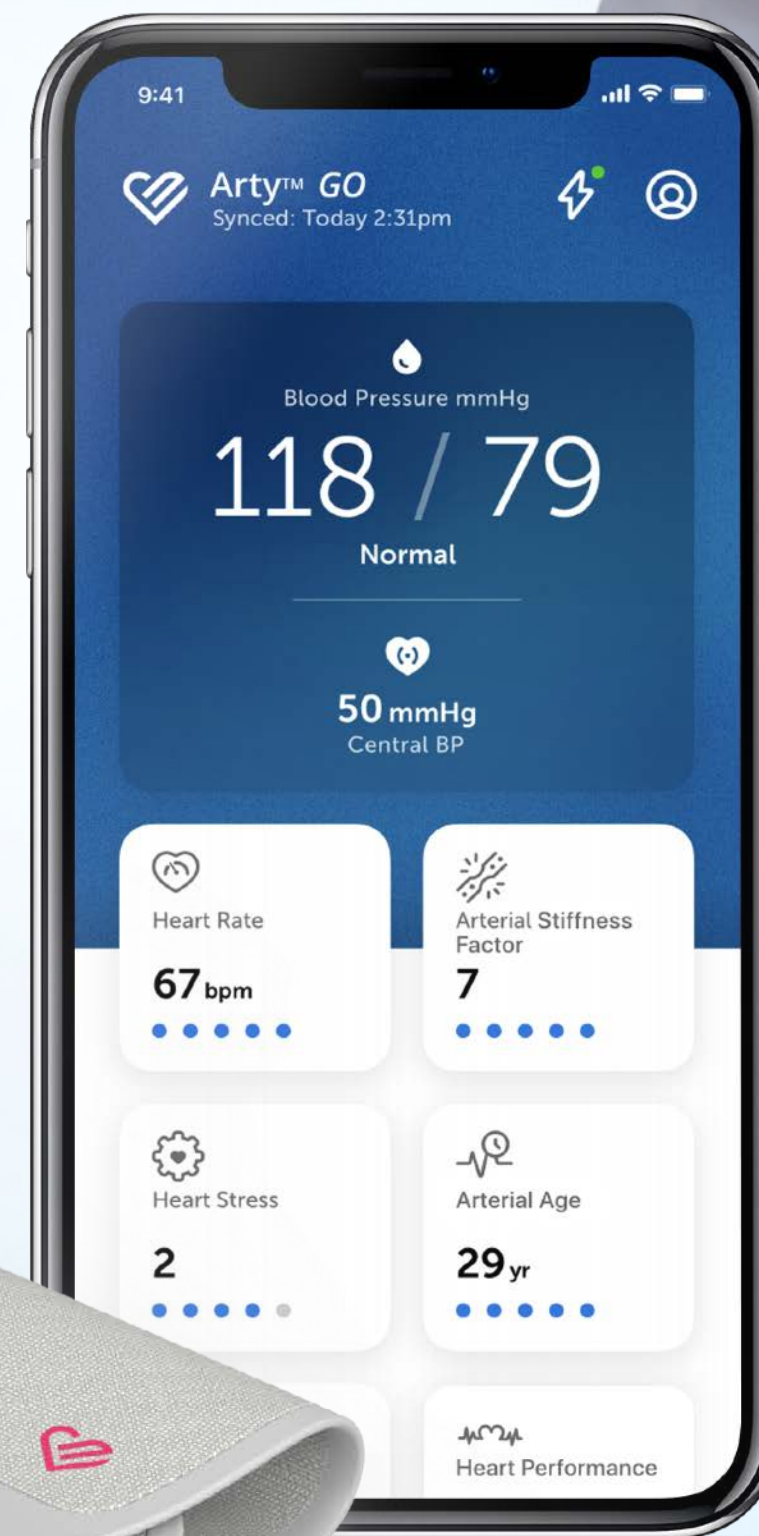 9:41
Arty™ GO
Synced: Today 2:31pm
Blood Pressure mmHg
118 / 79
Normal
50 mmHg
Central BP
Heart Rate
67 bpm
Arterial Stiffness
Factor
7
Heart Stress
2
Arterial Age
29 yr
Heart Performance